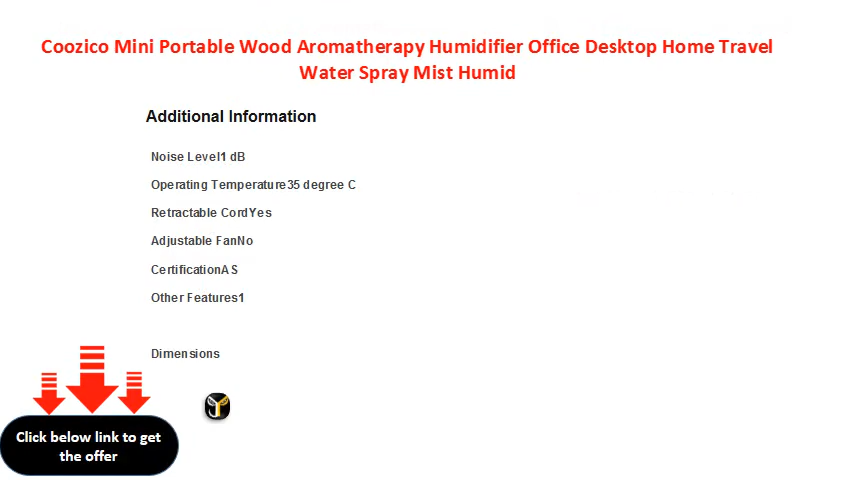 Coozico Mini Portable Wood Aromatherapy Humidifier Office Desktop Home Travel
Water Spray Mist Humid
Additional Information
Noise Level1 dB
Operating Temperature35 degree C
Retractable CordYes
Adjustable FanNo
CertificationAS
Other Features1
Dimensions
Click below link to get
the offer